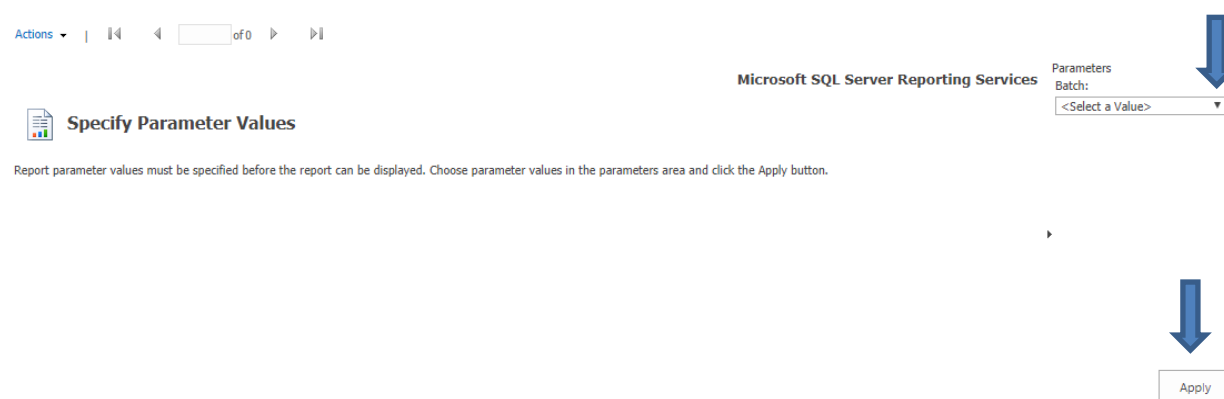 Actions |
of 0
Microsoft SQL Server Reporting Services
Parameters
Batch:
<Select a Value>
Specify Parameter Values
Report parameter values must be specified before the report can be displayed. Choose parameter values in the parameters area and click the Apply button.
Apply